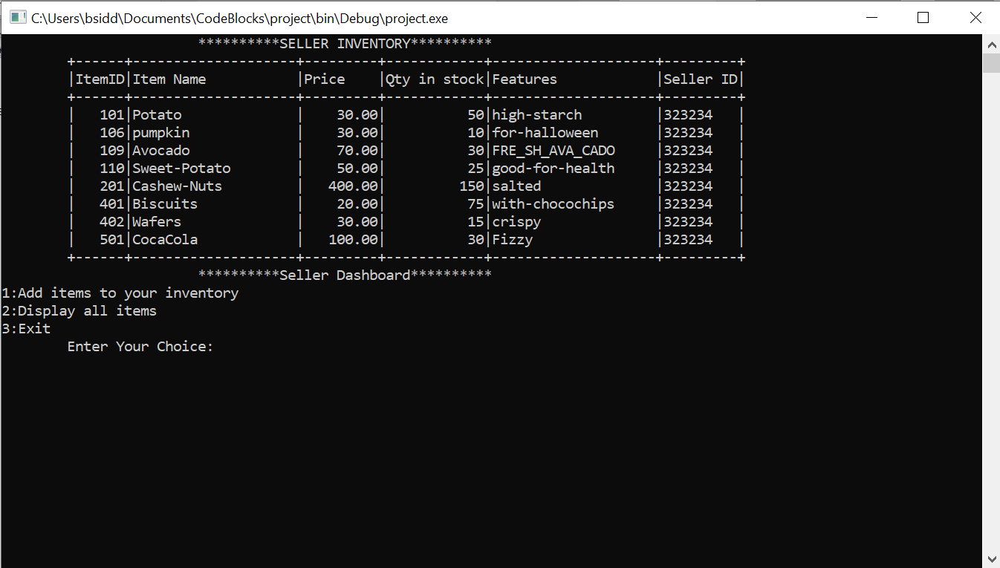 C:\Users\bsidd\Documents\CodeBlocks\project\bin\Debug\project.exe
**********SELLER INVENTORY**********
+------+--------------------+---------+------------+--------------------+---------+
|ItemID|Item Name           |Price    |Qty in stock|Features            |Seller ID|
+------+--------------------+---------+------------+--------------------+---------+
|   101|Potato              |    30.00|          50|high-starch         |323234   |
|   106|pumpkin             |    30.00|          10|for-halloween       |323234   |
|   109|Avocado             |    70.00|          30|FRE_SH_AVA_CADO     |323234   |
|   110|Sweet-Potato        |    50.00|          25|good-for-health     |323234   |
|   201|Cashew-Nuts         |   400.00|         150|salted              |323234   |
|   401|Biscuits            |    20.00|          75|with-chocochips     |323234   |
|   402|Wafers              |    30.00|          15|crispy              |323234   |
|   501|CocaCola            |   100.00|          30|Fizzy               |323234   |
+------+--------------------+---------+------------+--------------------+---------+
**********Seller Dashboard**********
1:Add items to your inventory
2:Display all items
3:Exit
Enter Your Choice: